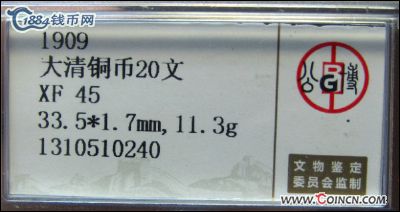 1884钱币网
1909
大清铜币20文
XF 45
33.5*1.7mm,11.3g
1310510240
公博
文物鉴定
委员会监制
www.COINCN.com